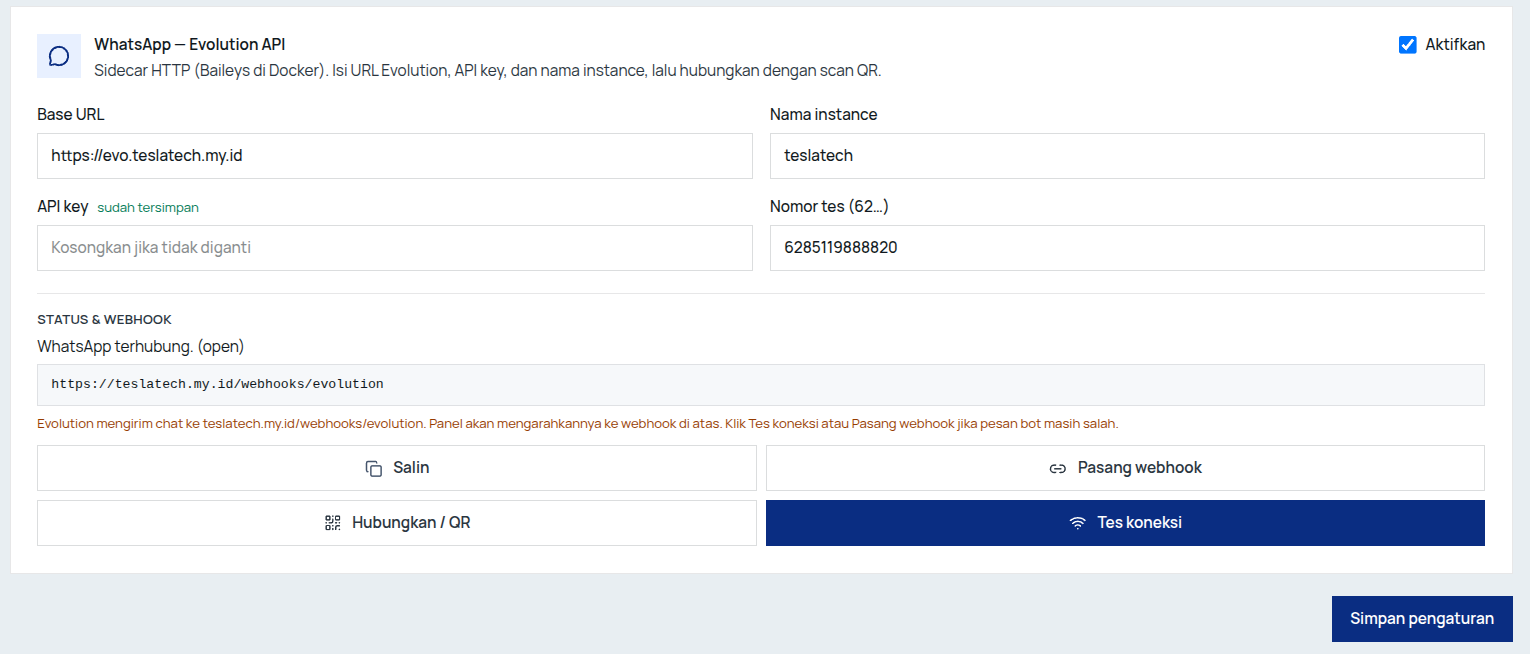 WhatsApp — Evolution API
Aktifkan
Sidecar HTTP (Baileys di Docker). Isi URL Evolution, API key, dan nama instance, lalu hubungkan dengan scan QR.
Base URL
Nama instance
https://evo.teslatech.my.id
teslatech
API key sudah tersimpan
Nomor tes (62…)
Kosongkan jika tidak diganti
6285119888820
STATUS & WEBHOOK
WhatsApp terhubung. (open)
https://teslatech.my.id/webhooks/evolution
Evolution mengirim chat ke teslatech.my.id/webhooks/evolution. Panel akan mengarahkannya ke webhook di atas. Klik Tes koneksi atau Pasang webhook jika pesan bot masih salah.
Salin
Pasang webhook
Hubungkan / QR
Tes koneksi
Simpan pengaturan